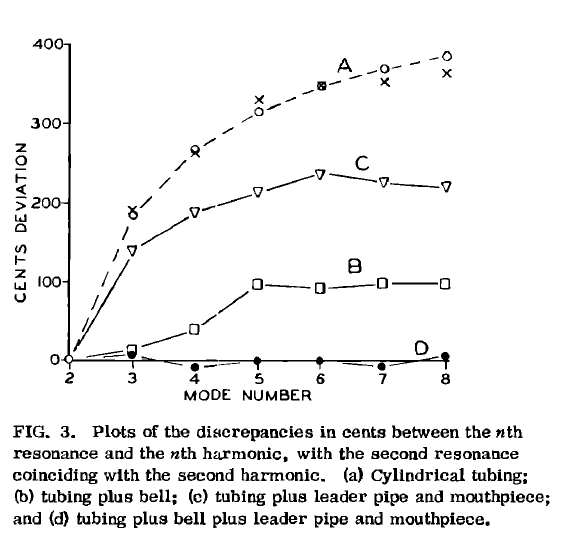 400
A
300
C
CENTS DEVIATION
200
B
100
D
0
2 3 4 5 6 7 8
MODE NUMBER
FIG. 3. Plots of the discrepancies in cents between the nth
resonance and the nth harmonic, with the second resonance
coinciding with the second harmonic. (a) Cylindrical tubing;
(b) tubing plus bell; (c) tubing plus leader pipe and mouthpiece;
and (d) tubing plus bell plus leader pipe and mouthpiece.